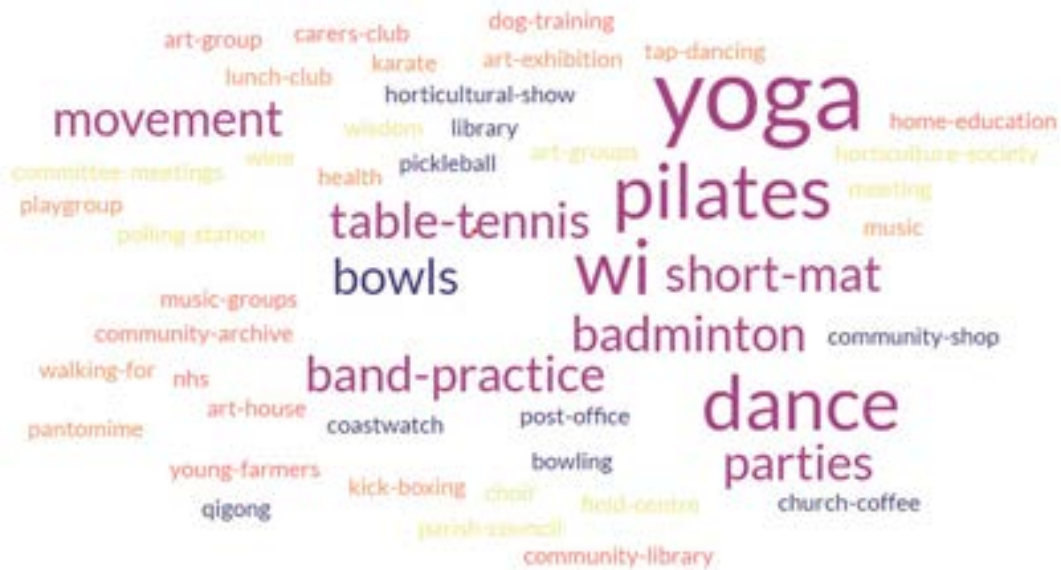 dog-training
art-group carers-club
karate art-exhibition tap-dancing
lunch-club
horticultural-show yoga
movement home-education
wisdom library
wine pickleball art-groups horticulture-society
committee-meetings
health pilates meeting
playgroup
table-tennis music
polling-station
bowls wi short-mat
music-groups
community-archive badminton community-shop
walking-for nhs band-practice
art-house dance
pantomime coastwatch post-office
young-farmers bowling parties
kick-boxing choir field-centre church-coffee
qigong
parish-council
community-library